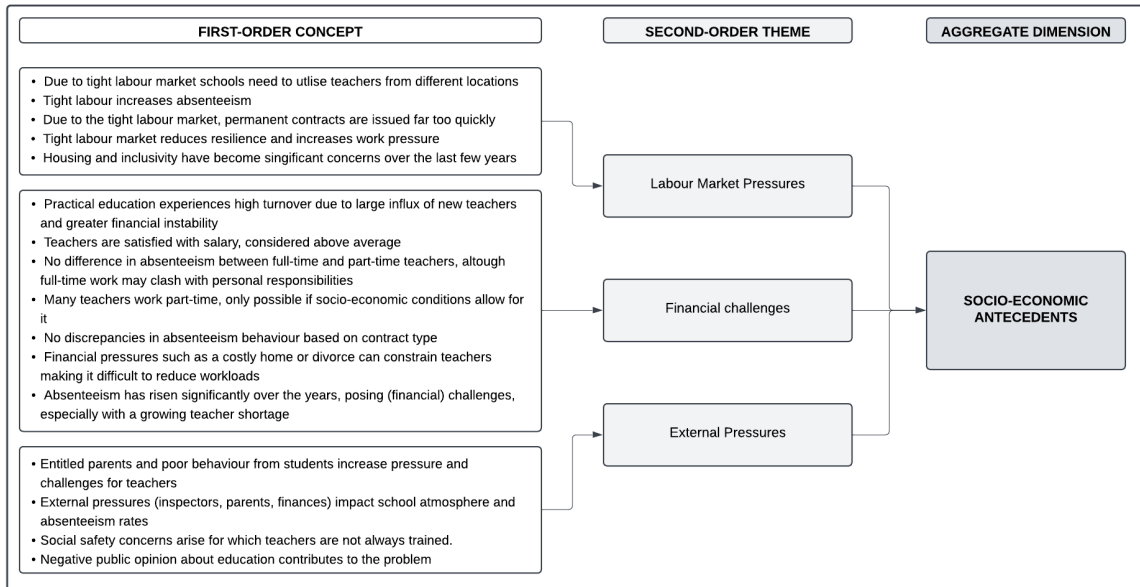 FIRST-ORDER CONCEPT
SECOND-ORDER THEME
AGGREGATE DIMENSION
• Due to tight labour market schools need to utlise teachers from different locations
• Tight labour increases absenteeism
• Due to the tight labour market, permanent contracts are issued far too quickly
• Tight labour market reduces resilience and increases work pressure
• Housing and inclusivity have become singificant concerns over the last few years
Labour Market Pressures
• Practical education experiences high turnover due to large influx of new teachers
and greater financial instability
• Teachers are satisfied with salary, considered above average
• No difference in absenteeism between full-time and part-time teachers, altough
full-time work may clash with personal responsibilities
• Many teachers work part-time, only possible if socio-economic conditions allow for
it
• No discrepancies in absenteeism behaviour based on contract type
• Financial pressures such as a costly home or divorce can constrain teachers
making it difficult to reduce workloads
• Absenteeism has risen significantly over the years, posing (financial) challenges,
especially with a growing teacher shortage
Financial challenges
SOCIO-ECONOMIC
ANTECEDENTS
• Entitled parents and poor behaviour from students increase pressure and
challenges for teachers
• External pressures (inspectors, parents, finances) impact school atmosphere and
absenteeism rates
• Social safety concerns arise for which teachers are not always trained.
• Negative public opinion about education contributes to the problem
External Pressures